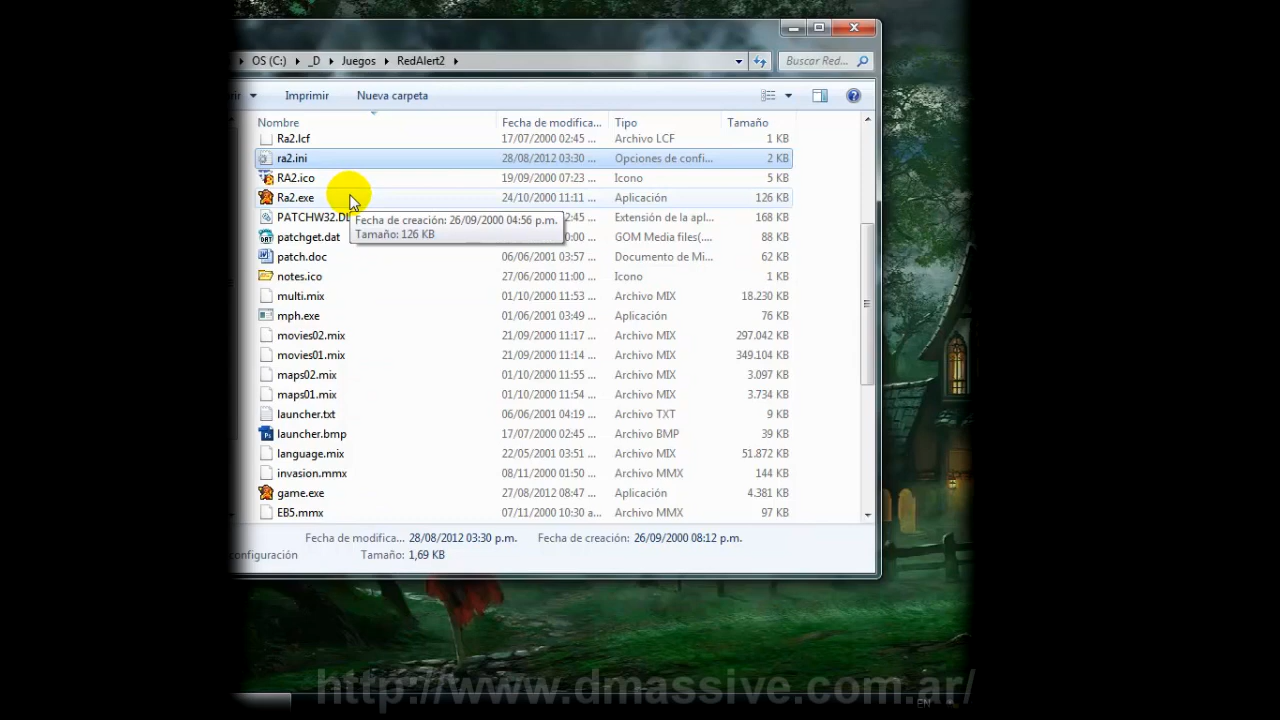 OS (C:) ▸ _D ▸ Juegos ▸ RedAlert2 ▸ Buscar Red...
Imprimir Nueva carpeta
Nombre Fecha de modifica... Tipo Tamaño
Ra2.lcf 17/07/2000 02:45 ... Archivo LCF 1 KB
ra2.ini 28/08/2012 03:30 ... Opciones de confi... 2 KB
RA2.ico 19/09/2000 07:23 ... Icono 5 KB
Ra2.exe 24/10/2000 11:11 ... Aplicación 126 KB
PATCHW32.DL 02:45 ... Extensión de la apl... 168 KB
Fecha de creación: 26/09/2000 04:56 p.m.
Tamaño: 126 KB
patchget.dat 0:00 ... GOM Media files(.... 88 KB
patch.doc 06/06/2001 03:57 ... Documento de Mi... 62 KB
notes.ico 27/06/2000 11:00 ... Icono 1 KB
multi.mix 01/10/2000 11:53 ... Archivo MIX 18.230 KB
mph.exe 01/06/2001 03:49 ... Aplicación 76 KB
movies02.mix 21/09/2000 11:17 ... Archivo MIX 297.042 KB
movies01.mix 21/09/2000 11:14 ... Archivo MIX 349.104 KB
maps02.mix 01/10/2000 11:55 ... Archivo MIX 3.097 KB
maps01.mix 01/10/2000 11:54 ... Archivo MIX 3.734 KB
launcher.txt 06/06/2001 04:19 ... Archivo TXT 9 KB
launcher.bmp 17/07/2000 02:45 ... Archivo BMP 39 KB
language.mix 22/05/2001 03:51 ... Archivo MIX 51.872 KB
invasion.mmx 08/11/2000 01:50 ... Archivo MMX 144 KB
game.exe 27/08/2012 08:47 ... Aplicación 4.381 KB
EB5.mmx 07/11/2000 10:30 a... Archivo MMX 97 KB
Fecha de modifica... 28/08/2012 03:30 p.m. Fecha de creación: 26/09/2000 08:12 p.m.
configuración Tamaño: 1,69 KB
http://www.dmassive.com.ar/
EN